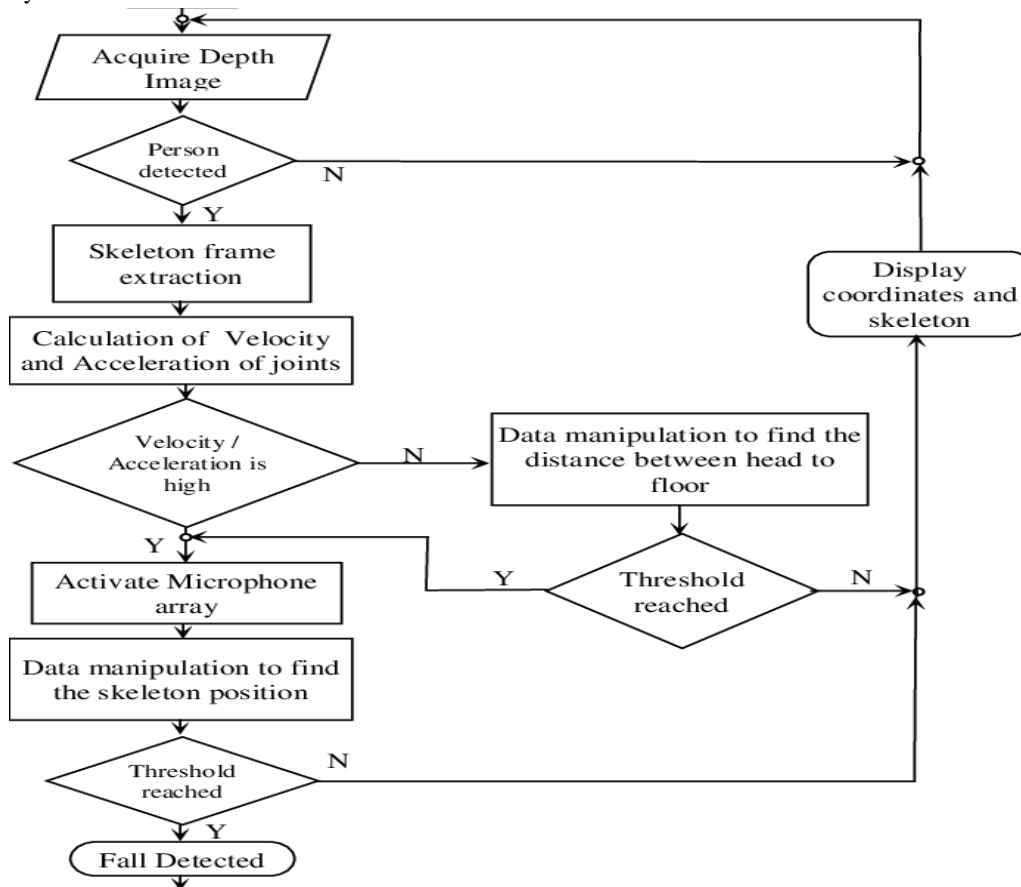 Acquire Depth
Image
Person
detected
N
Y
Skeleton frame
extraction
Display
coordinates and
skeleton
Calculation of Velocity
and Acceleration of joints
Velocity /
Acceleration is
high
N
Data manipulation to find the
distance between head to
floor
Y
Activate Microphone
array
Y
Threshold
reached
N
Data manipulation to find
the skeleton position
Threshold
reached
N
Y
Fall Detected